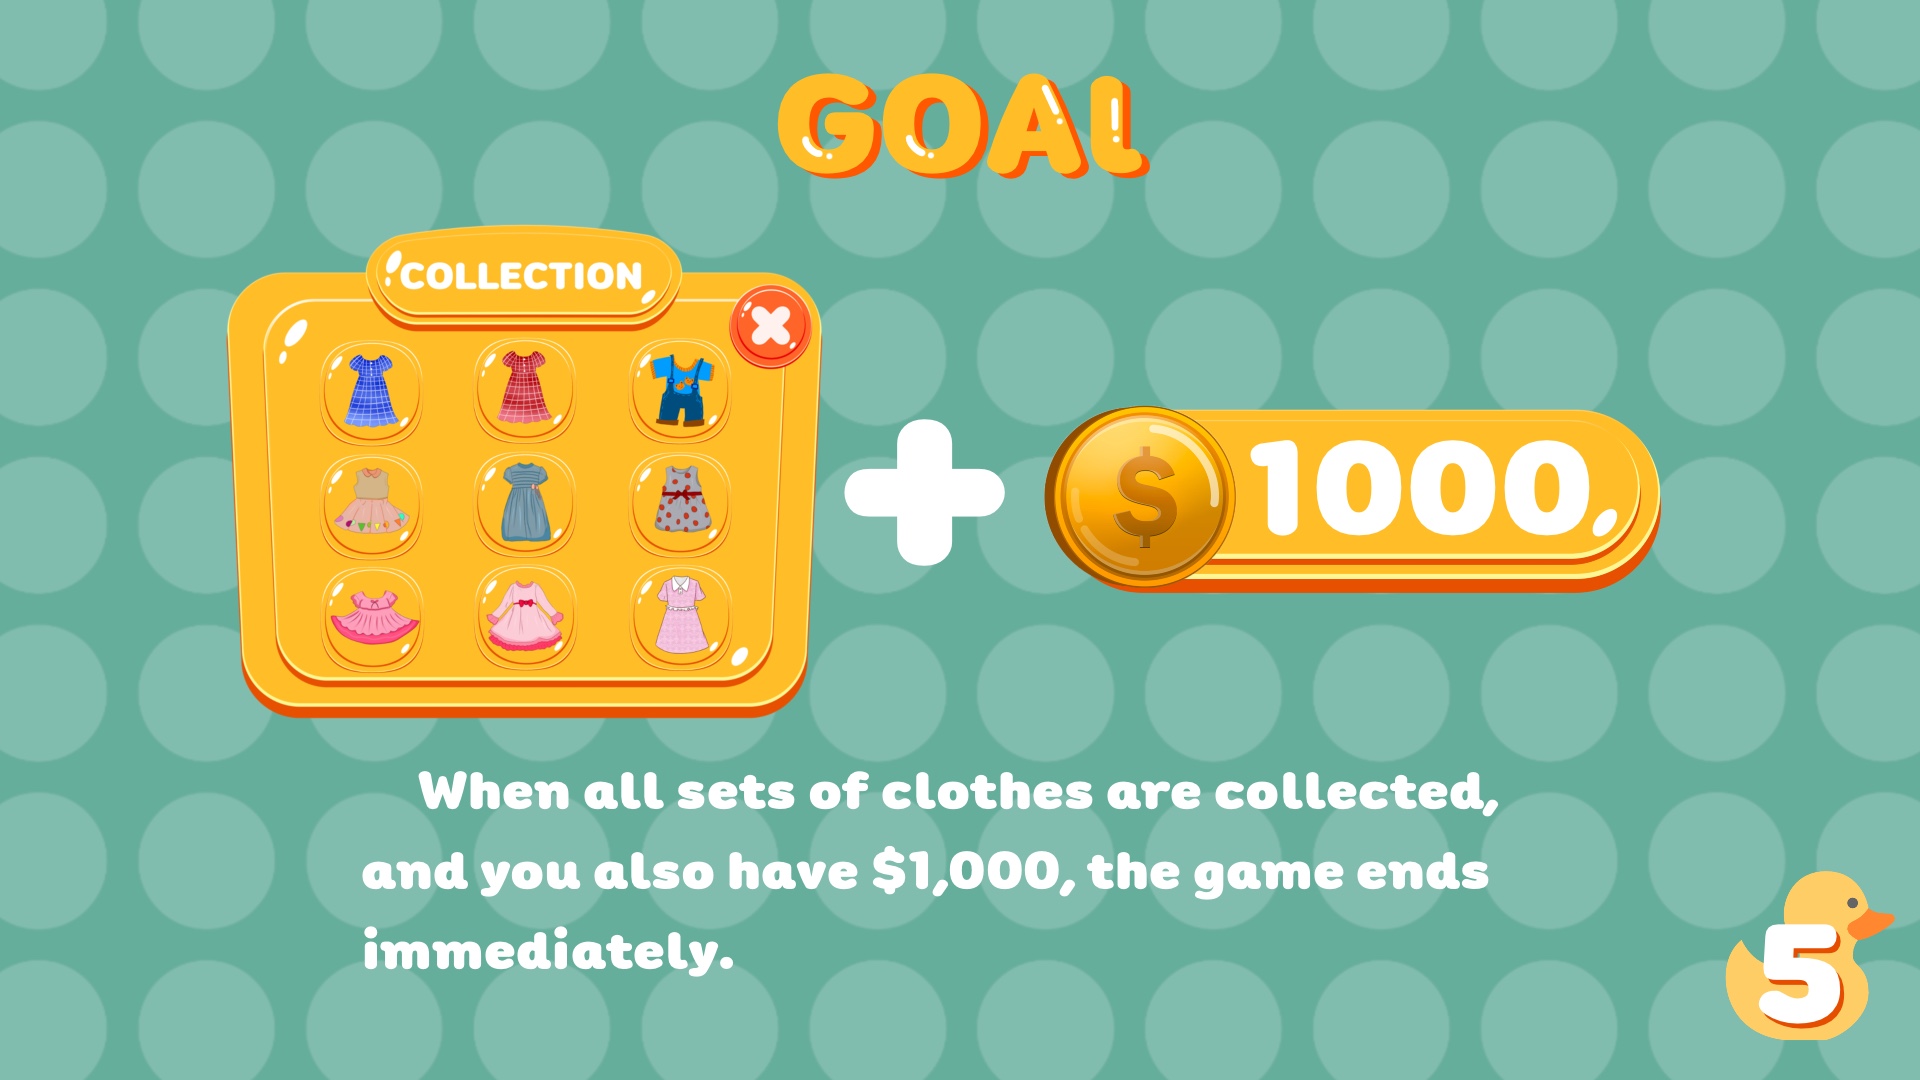 GOAL
COLLECTION
$ 1000
When all sets of clothes are collected,
and you also have $1,000, the game ends
immediately.
5